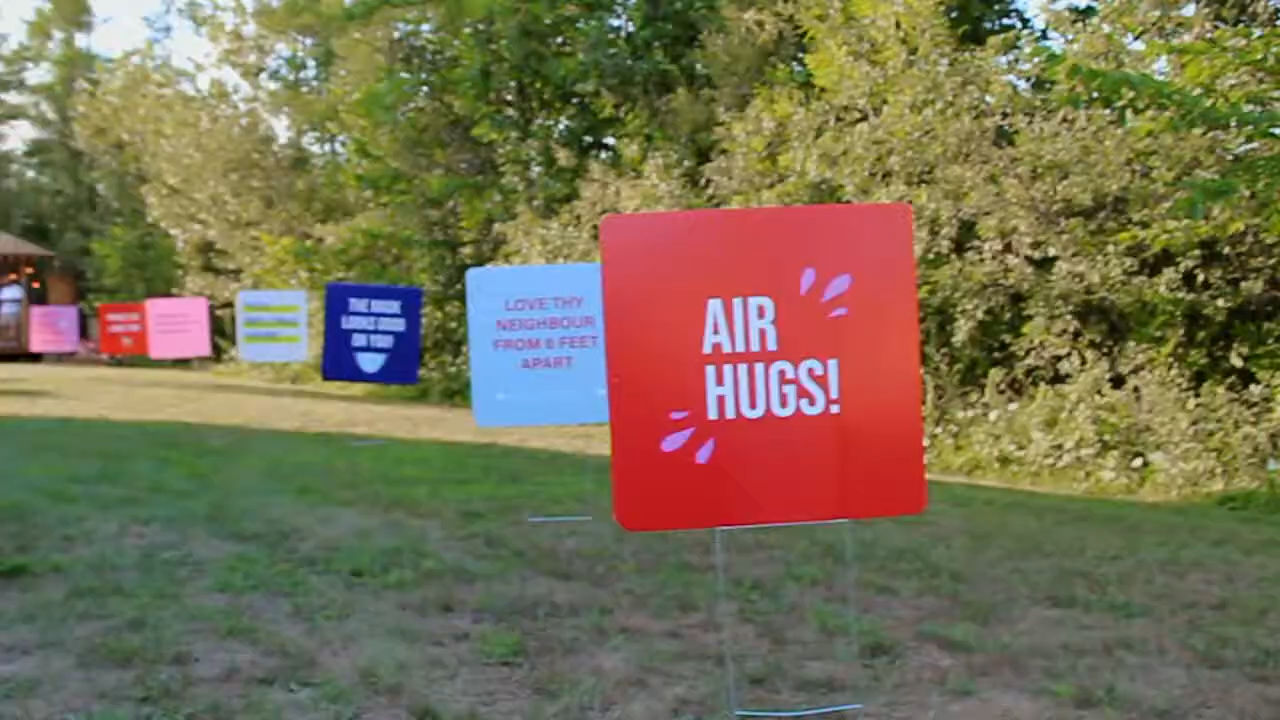 AIR
HUGS!
LOVE THY
NEIGHBOUR
FROM 6 FEET
APART
THE MASK
LOOKS GOOD
ON YOU!